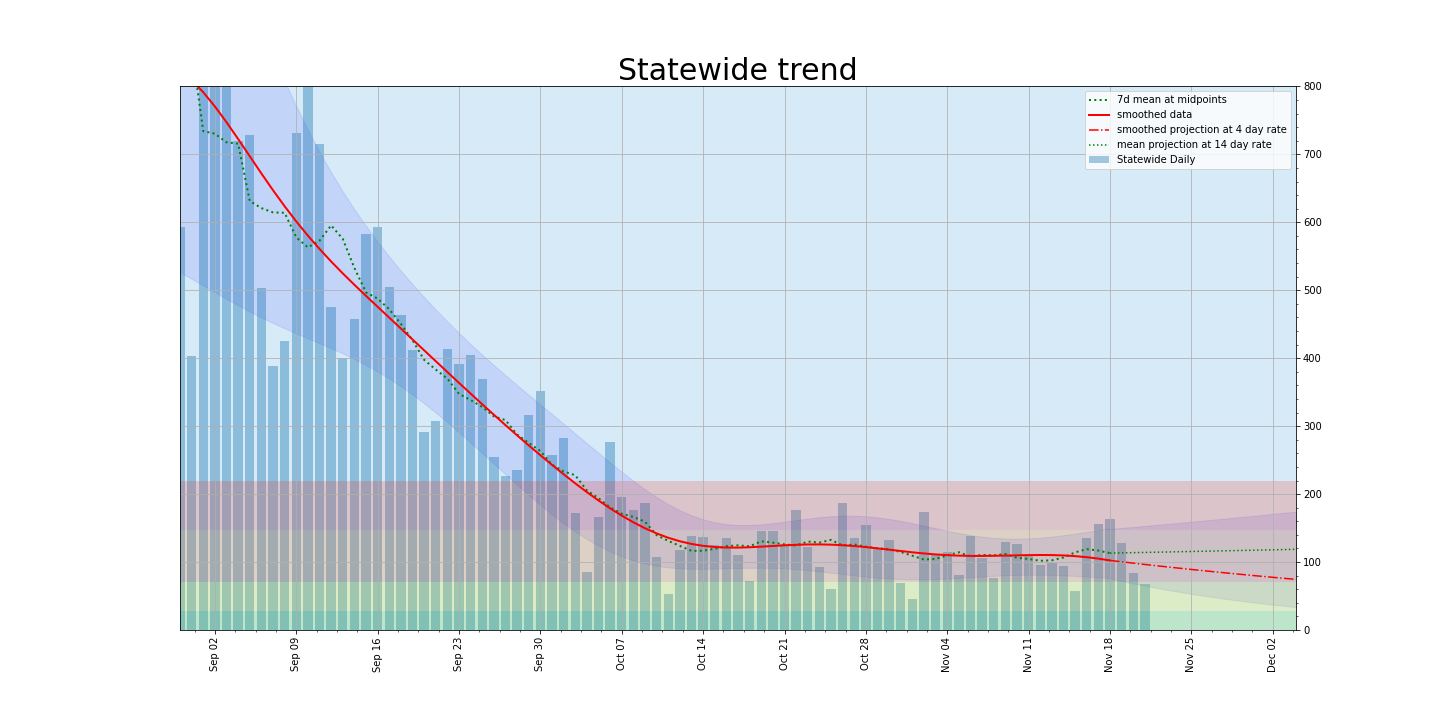 Statewide trend
7d mean at midpoints
smoothed data
smoothed projection at 4 day rate
mean projection at 14 day rate
Statewide Daily
800
700
600
500
400
300
200
100
0
Sep 02
Sep 09
Sep 16
Sep 23
Sep 30
Oct 07
Oct 14
Oct 21
Oct 28
Nov 04
Nov 11
Nov 18
Nov 25
Dec 02